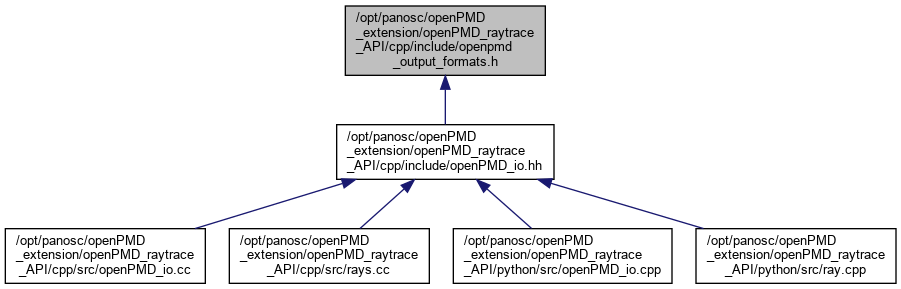 /opt/panosc/openPMD
_extension/openPMD_raytrace
_API/cpp/include/openpmd
_output_formats.h
/opt/panosc/openPMD
_extension/openPMD_raytrace
_API/cpp/include/openPMD_io.hh
/opt/panosc/openPMD
_extension/openPMD_raytrace
_API/cpp/src/openPMD_io.cc
/opt/panosc/openPMD
_extension/openPMD_raytrace
_API/cpp/src/rays.cc
/opt/panosc/openPMD
_extension/openPMD_raytrace
_API/python/src/openPMD_io.cpp
/opt/panosc/openPMD
_extension/openPMD_raytrace
_API/python/src/ray.cpp